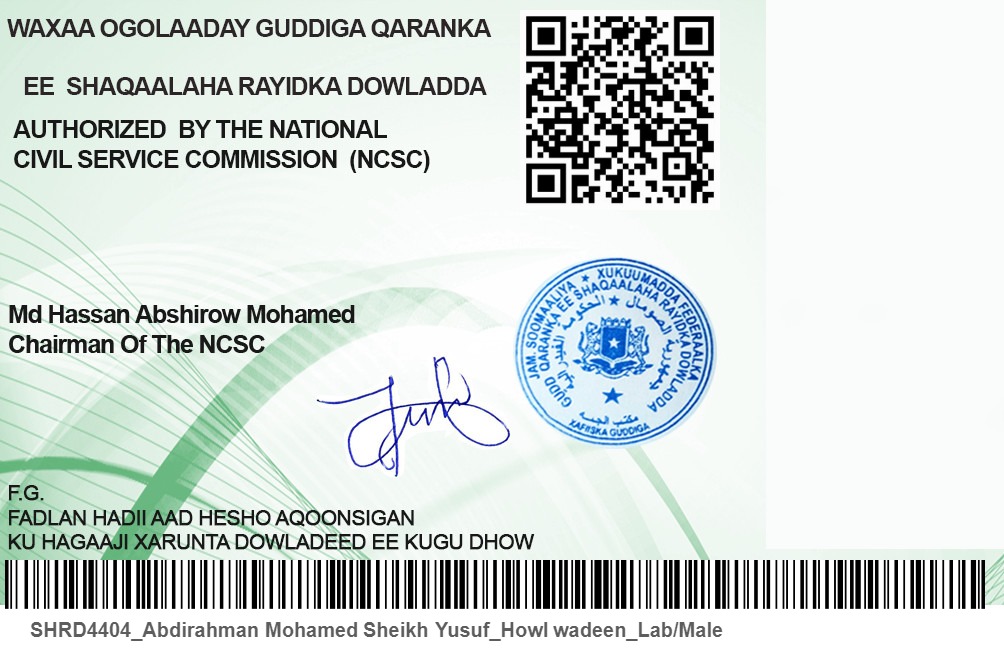 WAXAA OGOLAADAY GUDDIGA QARANKA
EE SHAQAALAHA RAYIDKA DOWLADDA
AUTHORIZED BY THE NATIONAL
CIVIL SERVICE COMMISSION (NCSC)
Md Hassan Abshirow Mohamed
Chairman Of The NCSC
JAM. SOOMAALIYA ★ XUKUUMADDA FEDERAALKA
GUDD QARANKA EE SHAQAALAHA RAYIDKA DOWLADDA
XAFIISKA GUDDIGA
F.G.
FADLAN HADII AAD HESHO AQOONSIGAN
KU HAGAAJI XARUNTA DOWLADEED EE KUGU DHOW
SHRD4404_Abdirahman Mohamed Sheikh Yusuf_Howl wadeen_Lab/Male